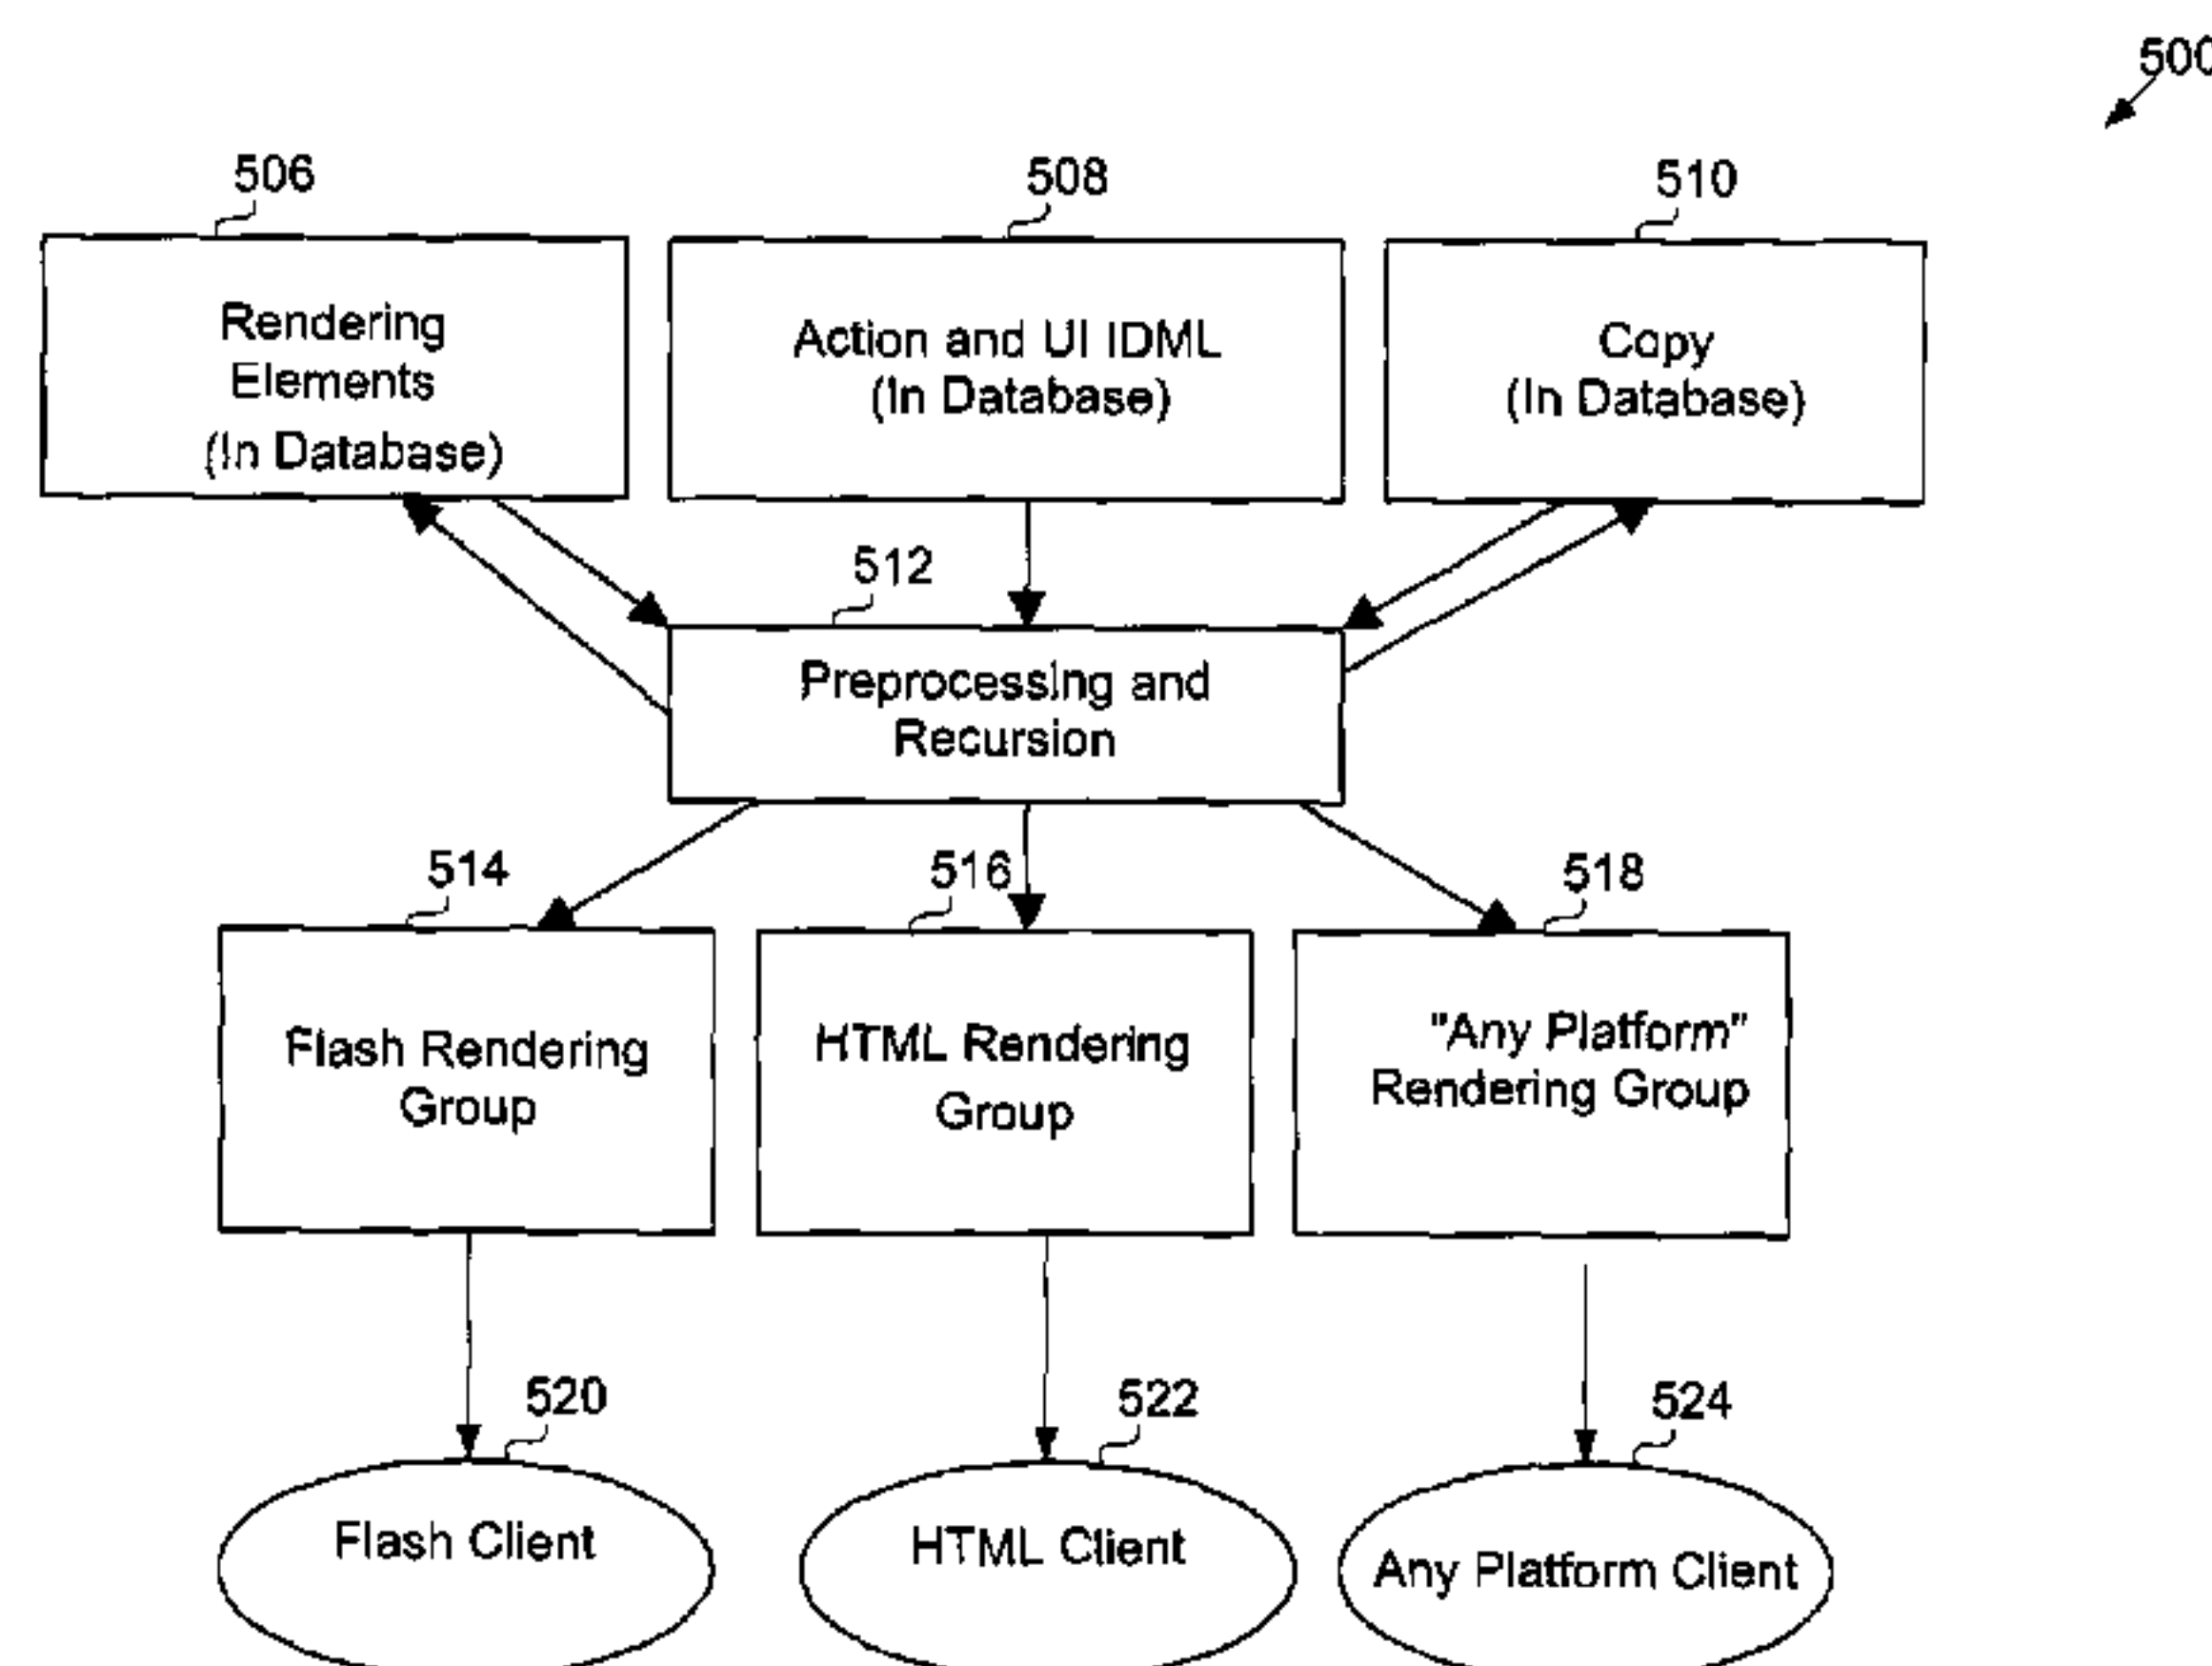 500
506
508
510
Rendering
Elements
(In Database)
Action and UI IDML
(In Database)
Copy
(In Database)
512
Preprocessing and
Recursion
514
516
518
Flash Rendering
Group
HTML Rendering
Group
"Any Platform"
Rendering Group
520
522
524
Flash Client
HTML Client
Any Platform Client